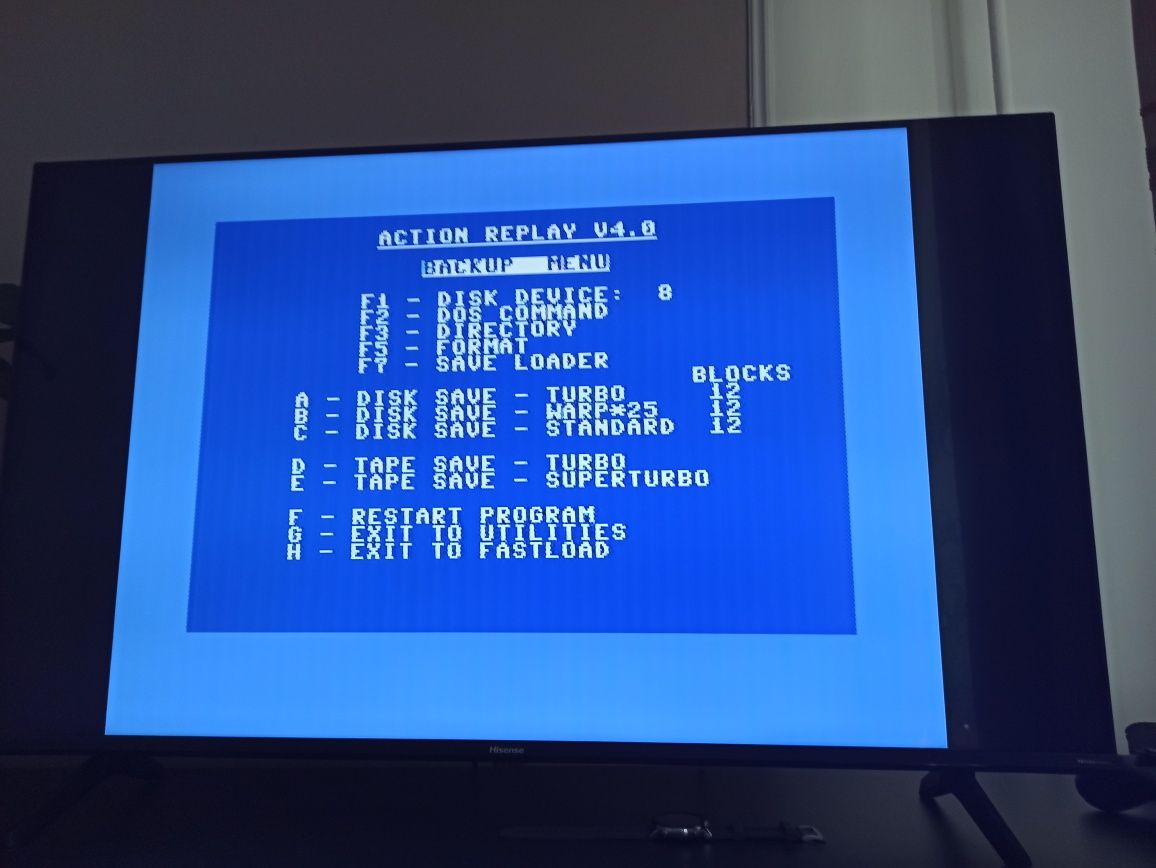 ACTION REPLAY V4.0
BACKUP MENU
F1 - DISK DEVICE: 8
F2 - DOS COMMAND
F3 - DIRECTORY
F5 - FORMAT
F7 - SAVE LOADER
BLOCKS
A - DISK SAVE - TURBO 12
B - DISK SAVE - WARP*25 12
C - DISK SAVE - STANDARD 12
D - TAPE SAVE - TURBO
E - TAPE SAVE - SUPERTURBO
F - RESTART PROGRAM
G - EXIT TO UTILITIES
H - EXIT TO FASTLOAD
Hisense